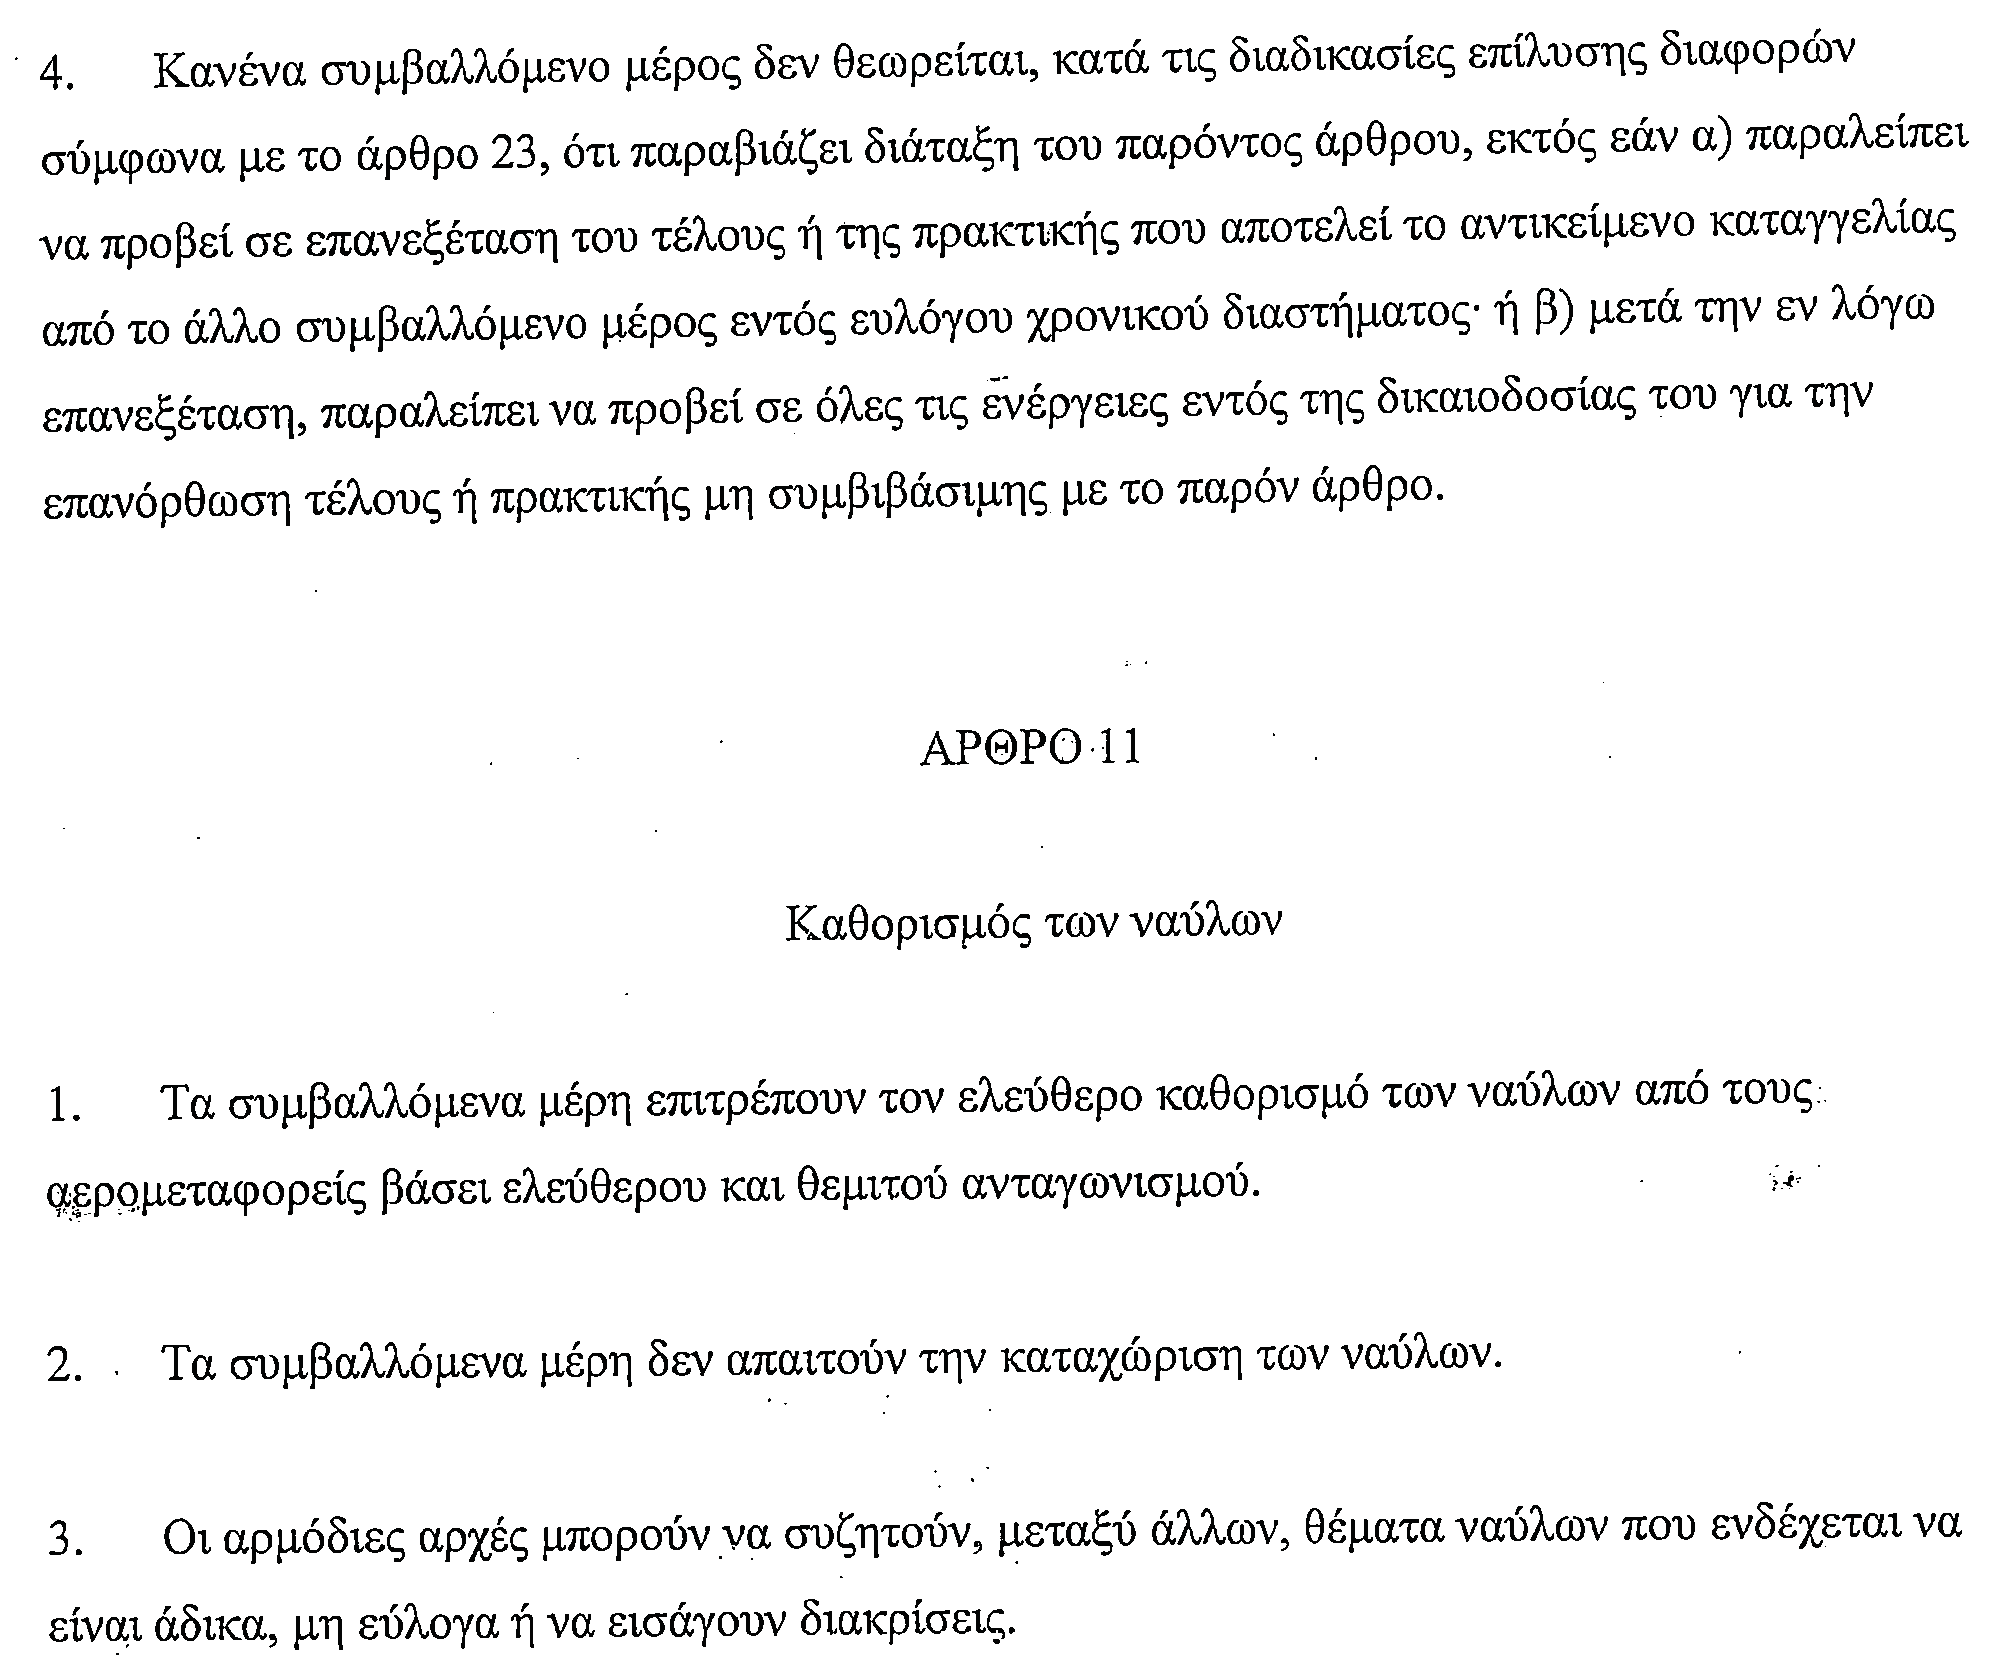 4. Κανένα συμβαλλόμενο μέρος δεν θεωρείται, κατά τις διαδικασίες επίλυσης διαφορών
σύμφωνα με το άρθρο 23, ότι παραβιάζει διάταξη του παρόντος άρθρου, εκτός εάν α) παραλείπει
να προβεί σε επανεξέταση του τέλους ή της πρακτικής που αποτελεί το αντικείμενο καταγγελίας
από το άλλο συμβαλλόμενο μέρος εντός ευλόγου χρονικού διαστήματος· ή β) μετά την εν λόγω
επανεξέταση, παραλείπει να προβεί σε όλες τις ενέργειες εντός της δικαιοδοσίας του για την
επανόρθωση τέλους ή πρακτικής μη συμβιβάσιμης με το παρόν άρθρο.
ΑΡΘΡΟ 11
Καθορισμός των ναύλων
1. Τα συμβαλλόμενα μέρη επιτρέπουν τον ελεύθερο καθορισμό των ναύλων από τους
αερομεταφορείς βάσει ελεύθερου και θεμιτού ανταγωνισμού.
2. Τα συμβαλλόμενα μέρη δεν απαιτούν την καταχώριση των ναύλων.
3. Οι αρμόδιες αρχές μπορούν να συζητούν, μεταξύ άλλων, θέματα ναύλων που ενδέχεται να
είναι άδικα, μη εύλογα ή να εισάγουν διακρίσεις.